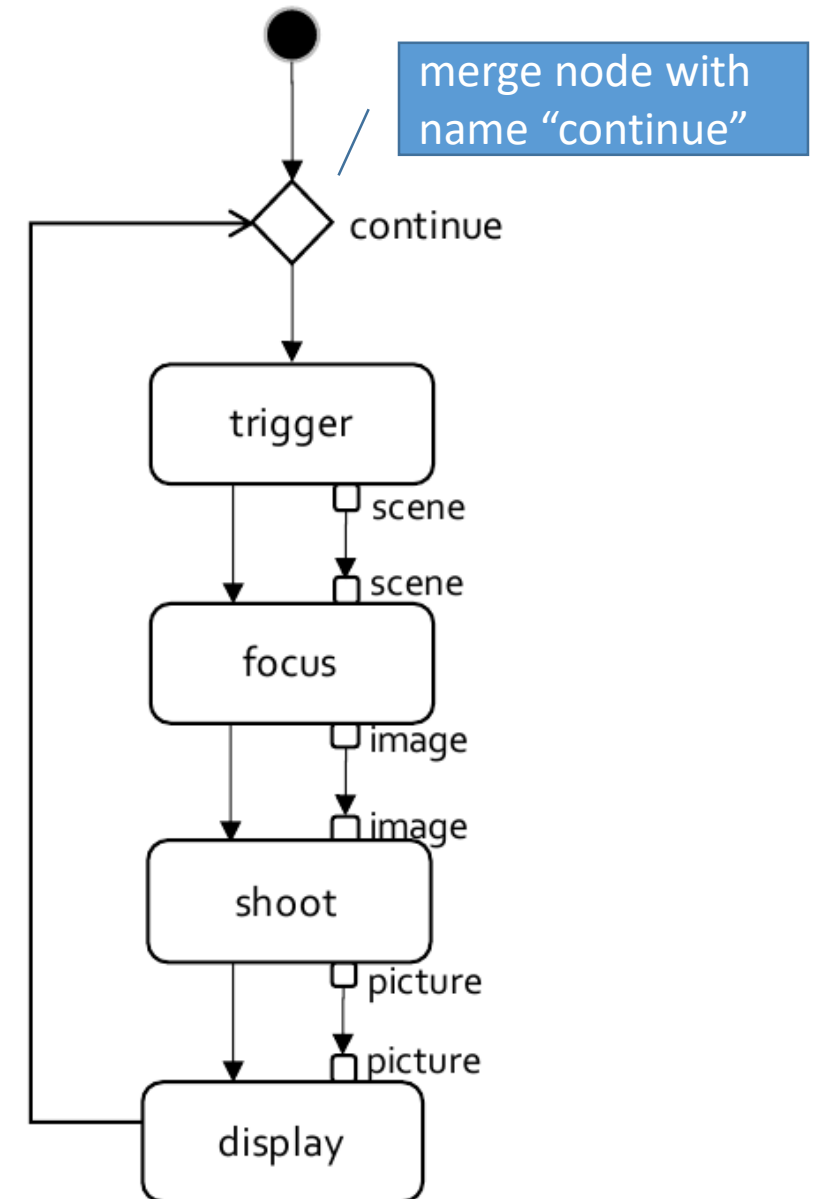 merge node with
name “continue”
continue
trigger
scene
scene
focus
image
image
shoot
picture
picture
display